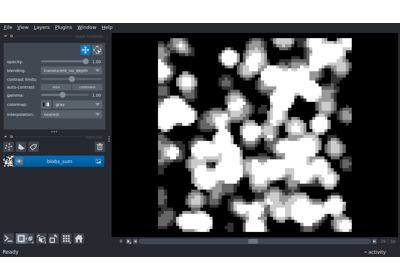 File View Layers Plugins Window Help
opacity: 1.00
blending: translucent_no_depth
contrast limits:
auto-contrast: once continuous
gamma: 1.00
colormap: gray
interpolation: nearest
blobs_sum
Ready
activity